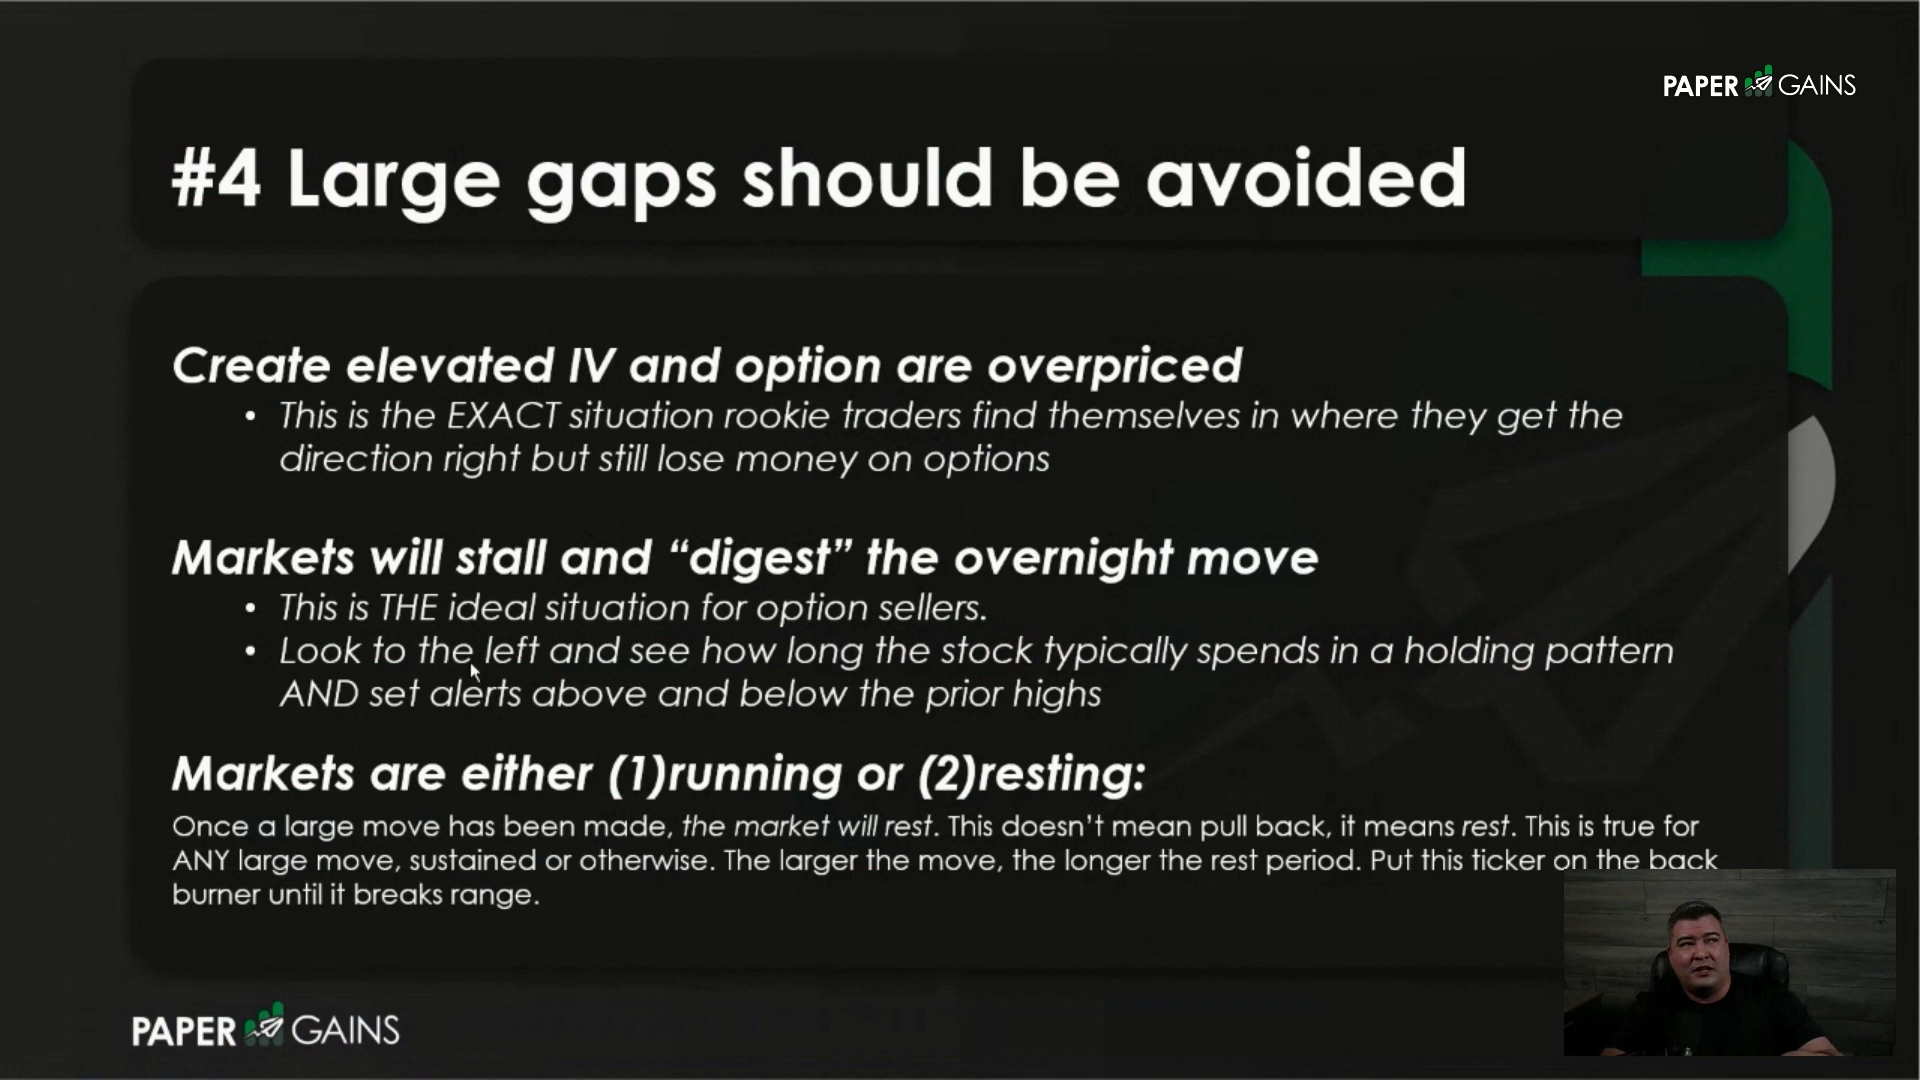 PAPER GAINS
#4 Large gaps should be avoided
Create elevated IV and option are overpriced
• This is the EXACT situation rookie traders find themselves in where they get the
direction right but still lose money on options
Markets will stall and “digest” the overnight move
• This is THE ideal situation for option sellers.
• Look to the left and see how long the stock typically spends in a holding pattern
AND set alerts above and below the prior highs
Markets are either (1)running or (2)resting:
Once a large move has been made, the market will rest. This doesn’t mean pull back, it means rest. This is true for
ANY large move, sustained or otherwise. The larger the move, the longer the rest period. Put this ticker on the back
burner until it breaks range.
PAPER GAINS